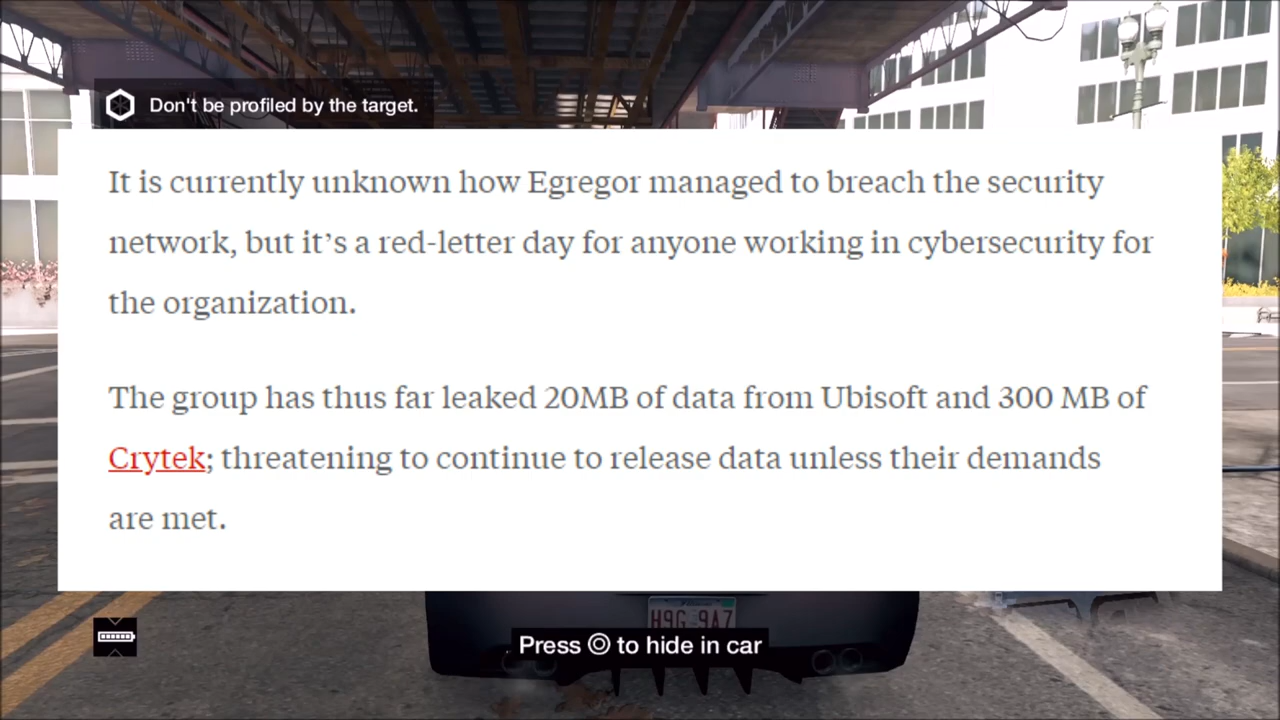 Don't be profiled by the target.
It is currently unknown how Egregor managed to breach the security
network, but it’s a red-letter day for anyone working in cybersecurity for
the organization.
The group has thus far leaked 20MB of data from Ubisoft and 300 MB of
Crytek; threatening to continue to release data unless their demands
are met.
H9G 9A7
Press ◎ to hide in car